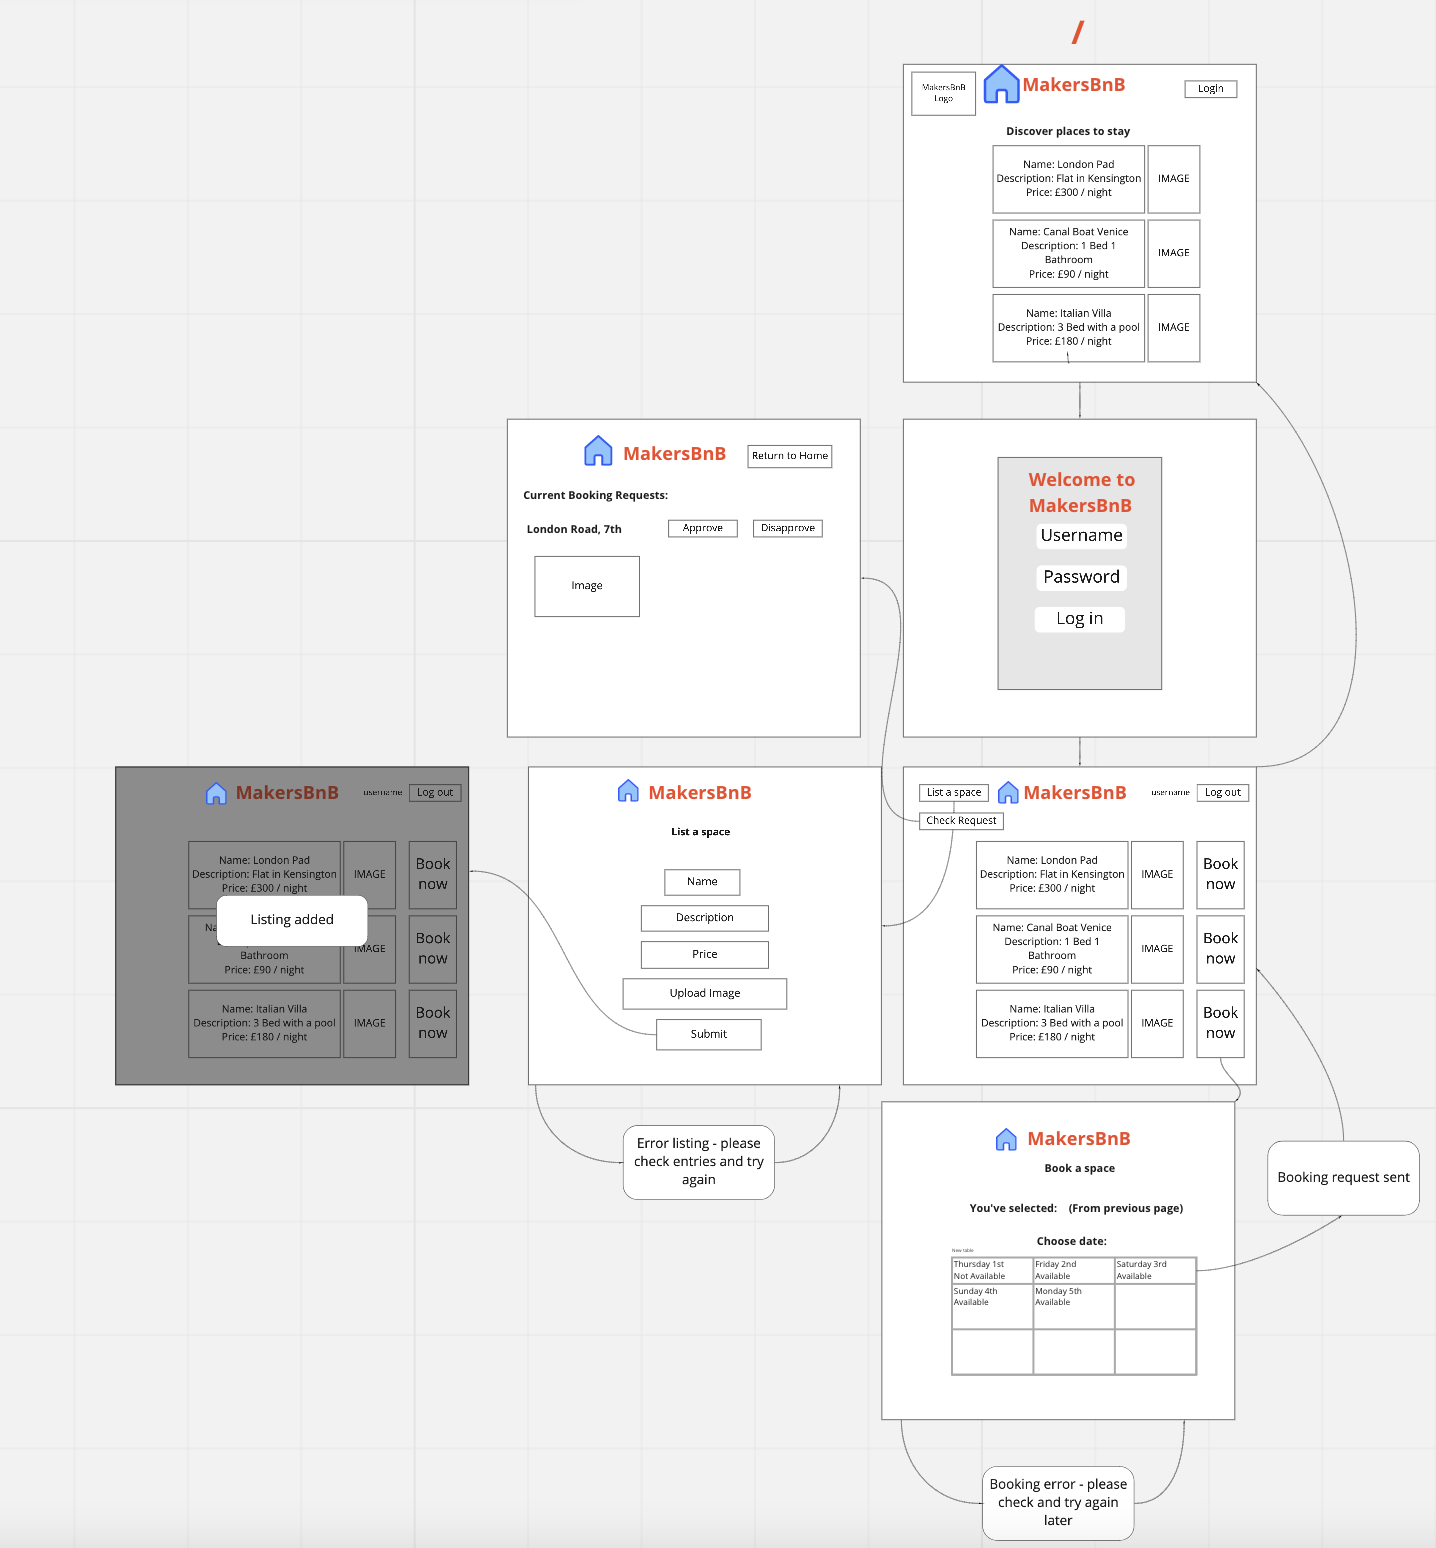 /
MakersBnB
Logo
MakersBnB
Login
Discover places to stay
Name: London Pad
Description: Flat in Kensington
Price: £300 / night
IMAGE
Name: Canal Boat Venice
Description: 1 Bed 1
Bathroom
Price: £90 / night
IMAGE
Name: Italian Villa
Description: 3 Bed with a pool
Price: £180 / night
IMAGE
MakersBnB
Return to Home
Current Booking Requests:
London Road, 7th
Approve
Disapprove
Image
Welcome to
MakersBnB
Username
Password
Log in
MakersBnB
username
Log out
Name: London Pad
Description: Flat in Kensington
Price: £300 / night
IMAGE
Book
now
Listing added
Na
Bathroom
Price: £90 / night
IMAGE
Book
now
Name: Italian Villa
Description: 3 Bed with a pool
Price: £180 / night
IMAGE
Book
now
MakersBnB
List a space
Name
Description
Price
Upload Image
Submit
Error listing - please
check entries and try
again
List a space
MakersBnB
username
Log out
Check Request
Name: London Pad
Description: Flat in Kensington
Price: £300 / night
IMAGE
Book
now
Name: Canal Boat Venice
Description: 1 Bed 1
Bathroom
Price: £90 / night
IMAGE
Book
now
Name: Italian Villa
Description: 3 Bed with a pool
Price: £180 / night
IMAGE
Book
now
MakersBnB
Book a space
You've selected: (From previous page)
Choose date:
New table
Thursday 1st
Not Available
Friday 2nd
Available
Saturday 3rd
Available
Sunday 4th
Available
Monday 5th
Available
Booking request sent
Booking error - please
check and try again
later